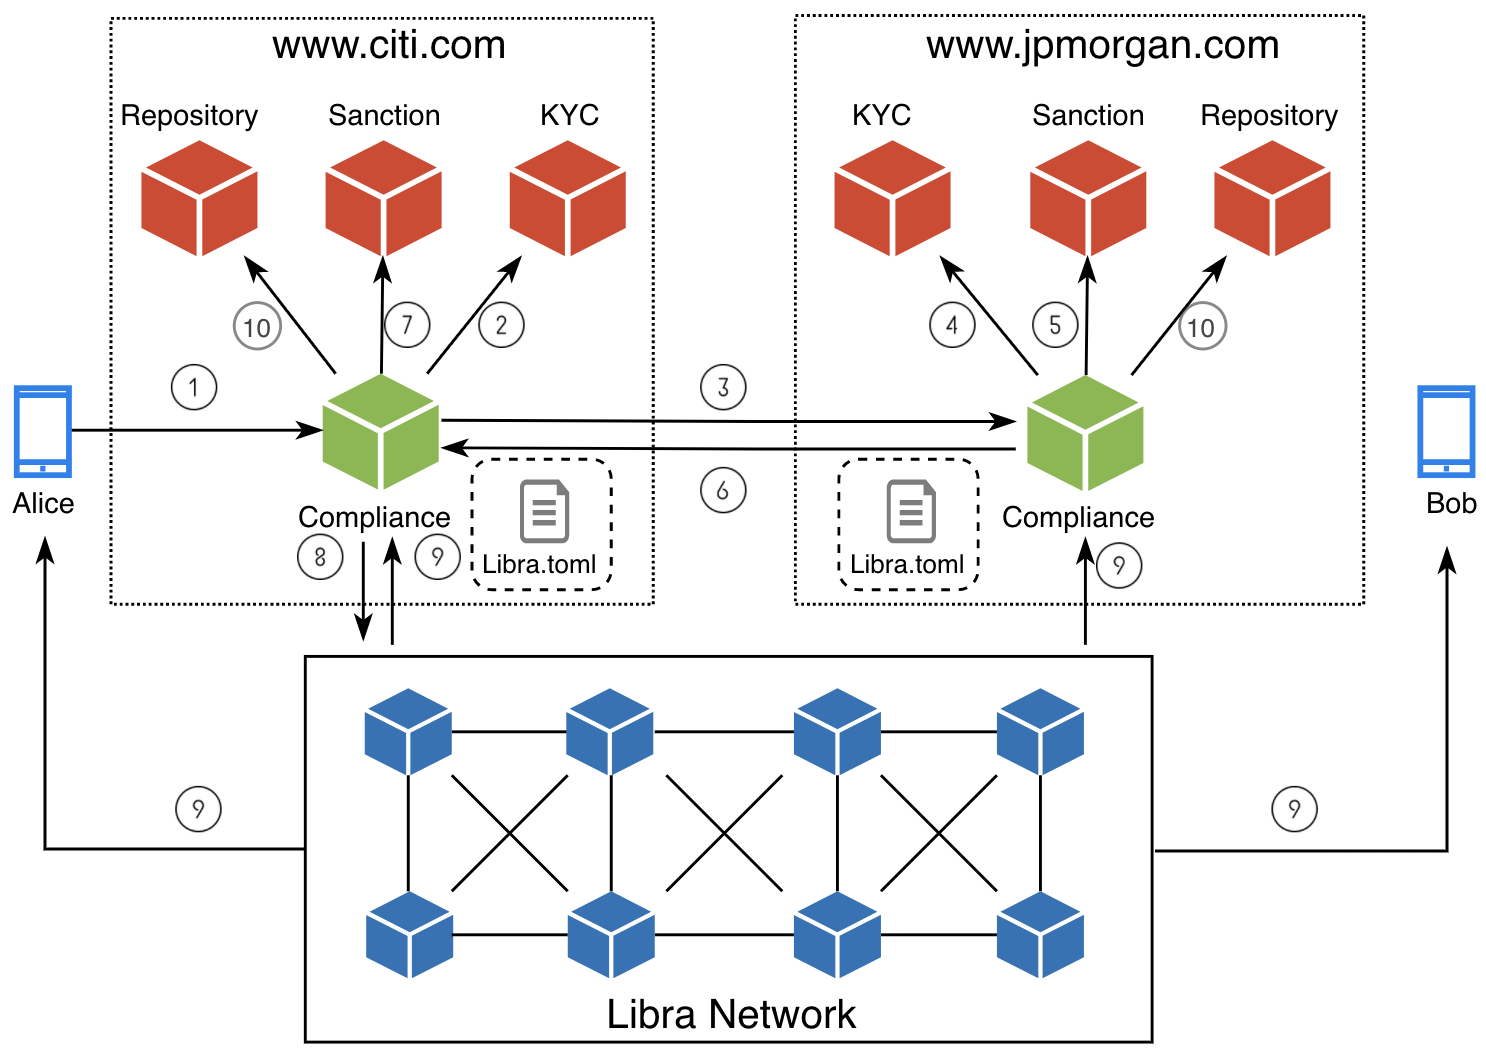 www.citi.com
www.jpmorgan.com
Repository
Sanction
KYC
KYC
Sanction
Repository
10
7
2
4
5
10
1
3
Alice
6
Bob
Compliance
Compliance
8
9
Libra.toml
Libra.toml
9
9
9
Libra Network